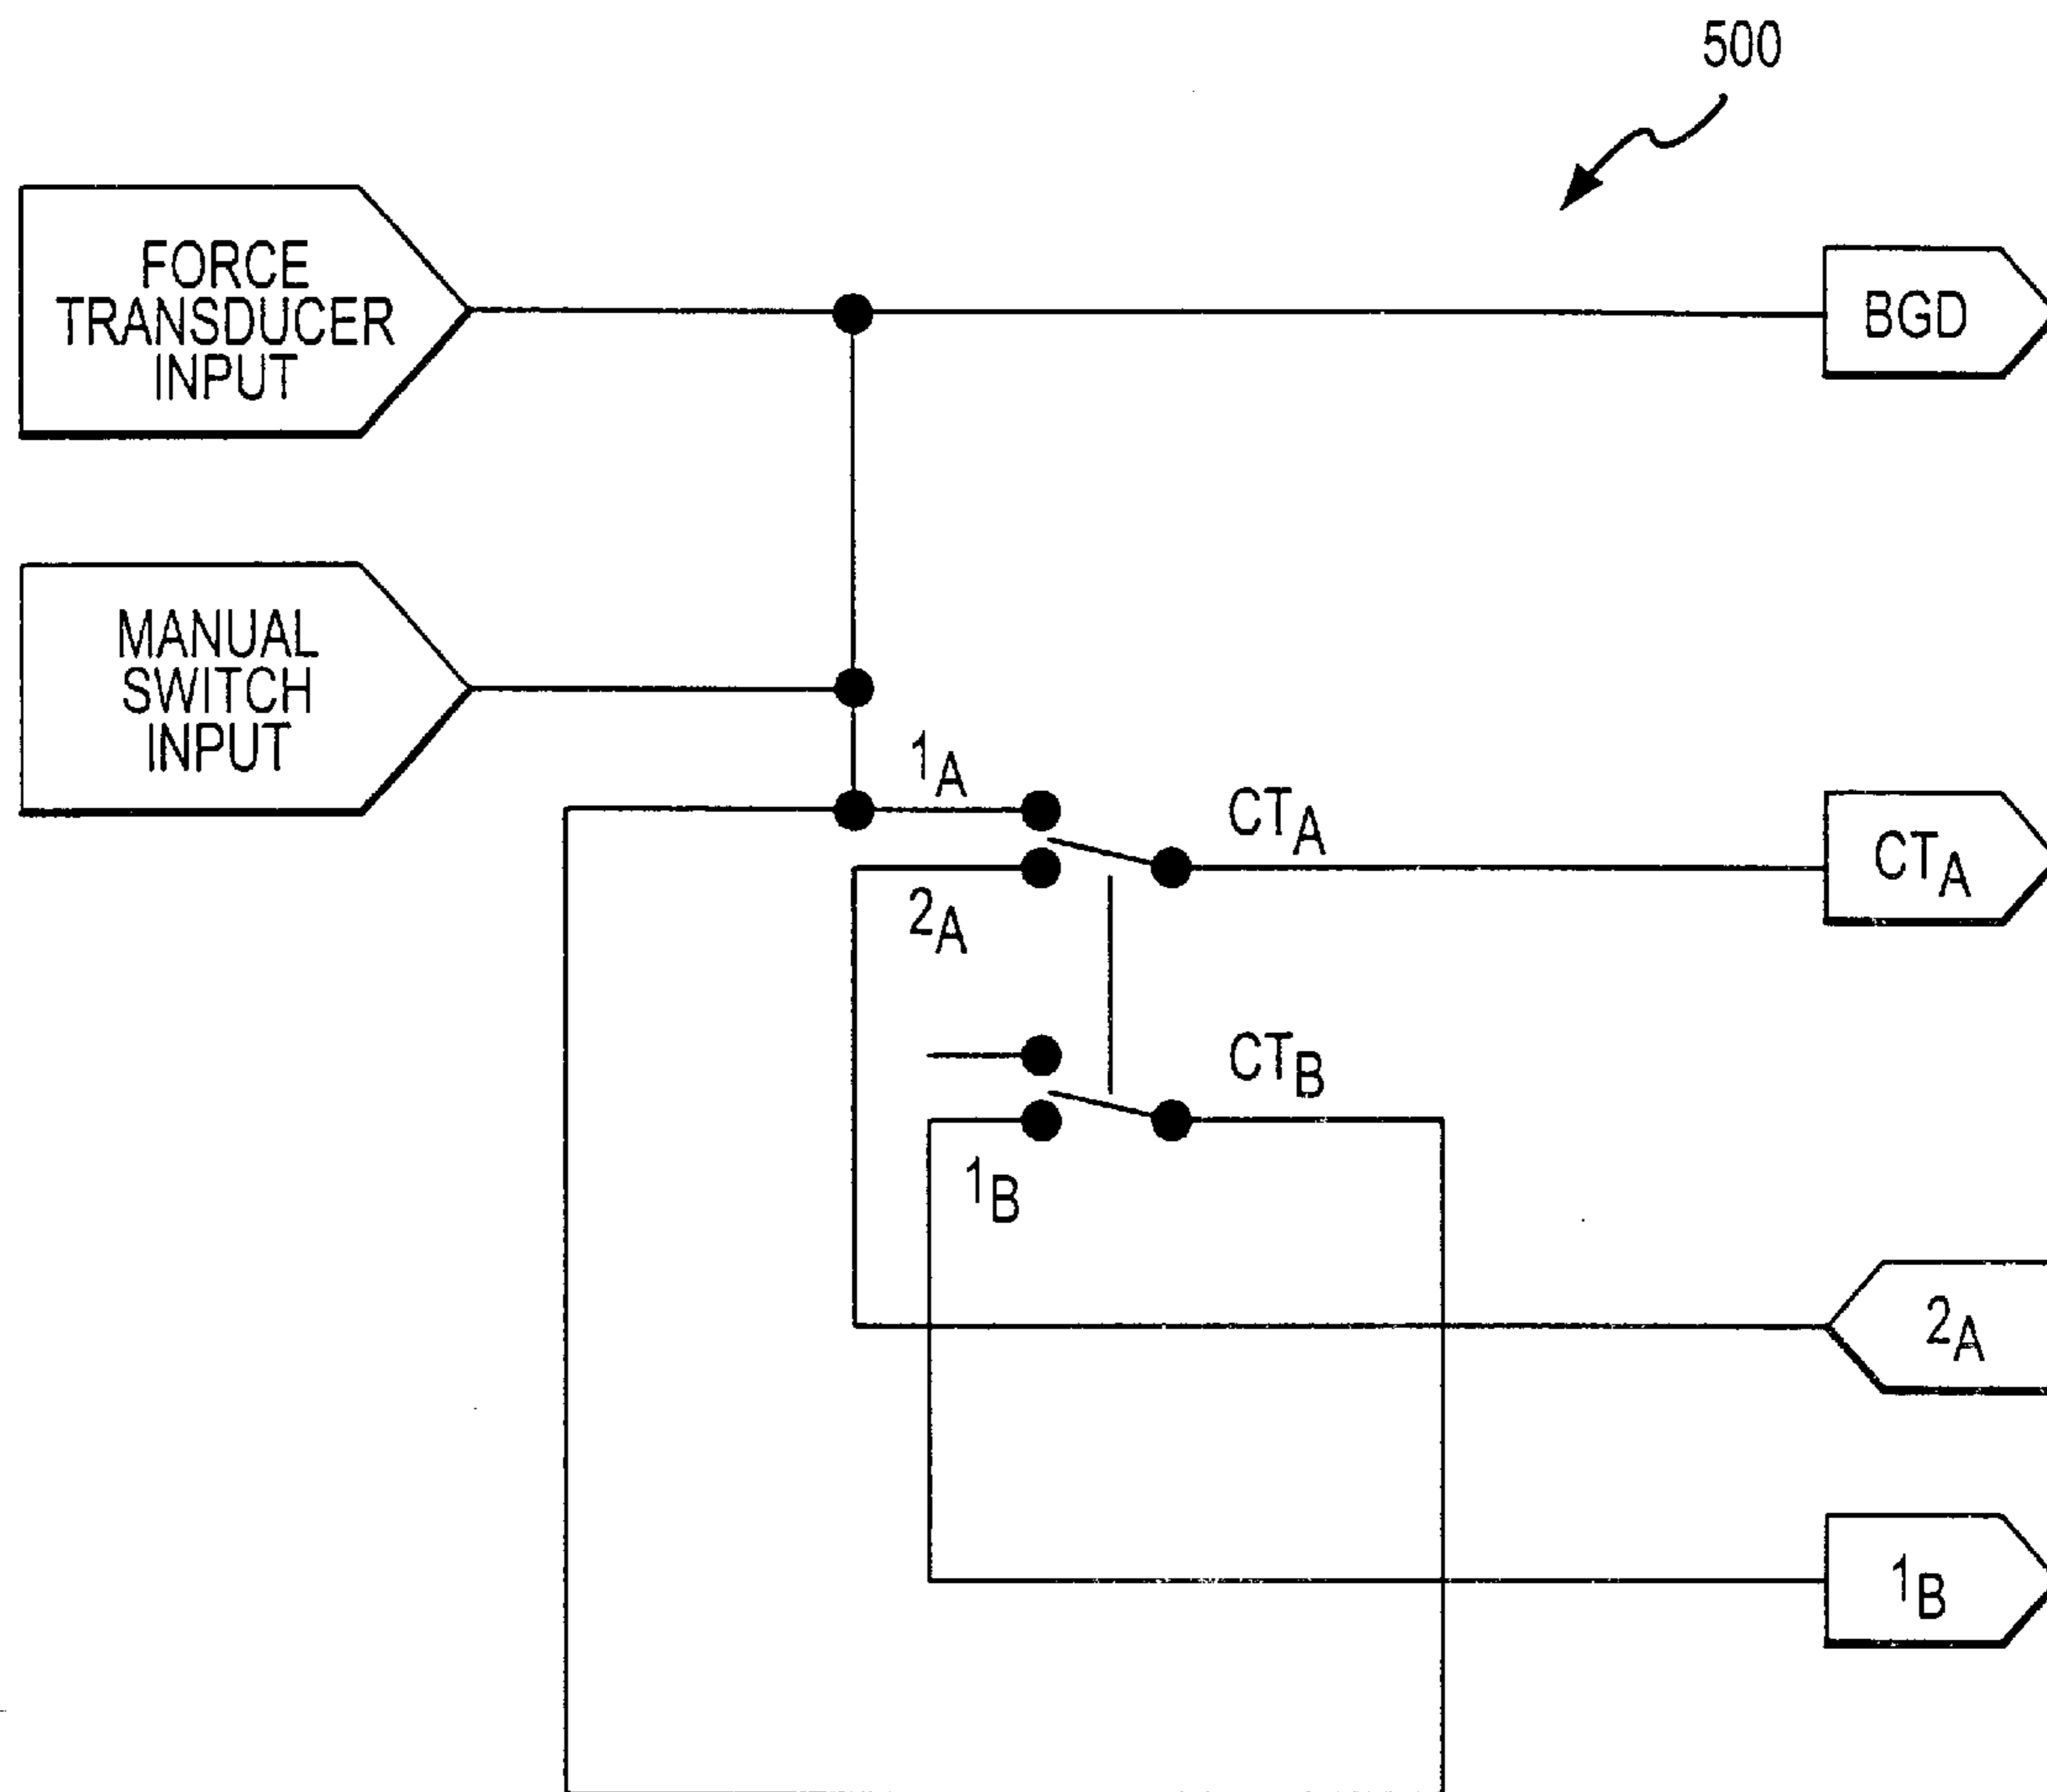 500
FORCE
TRANSDUCER
INPUT
BGD
MANUAL
SWITCH
INPUT
1A
CTA
CTA
2A
CTB
1B
2A
1B